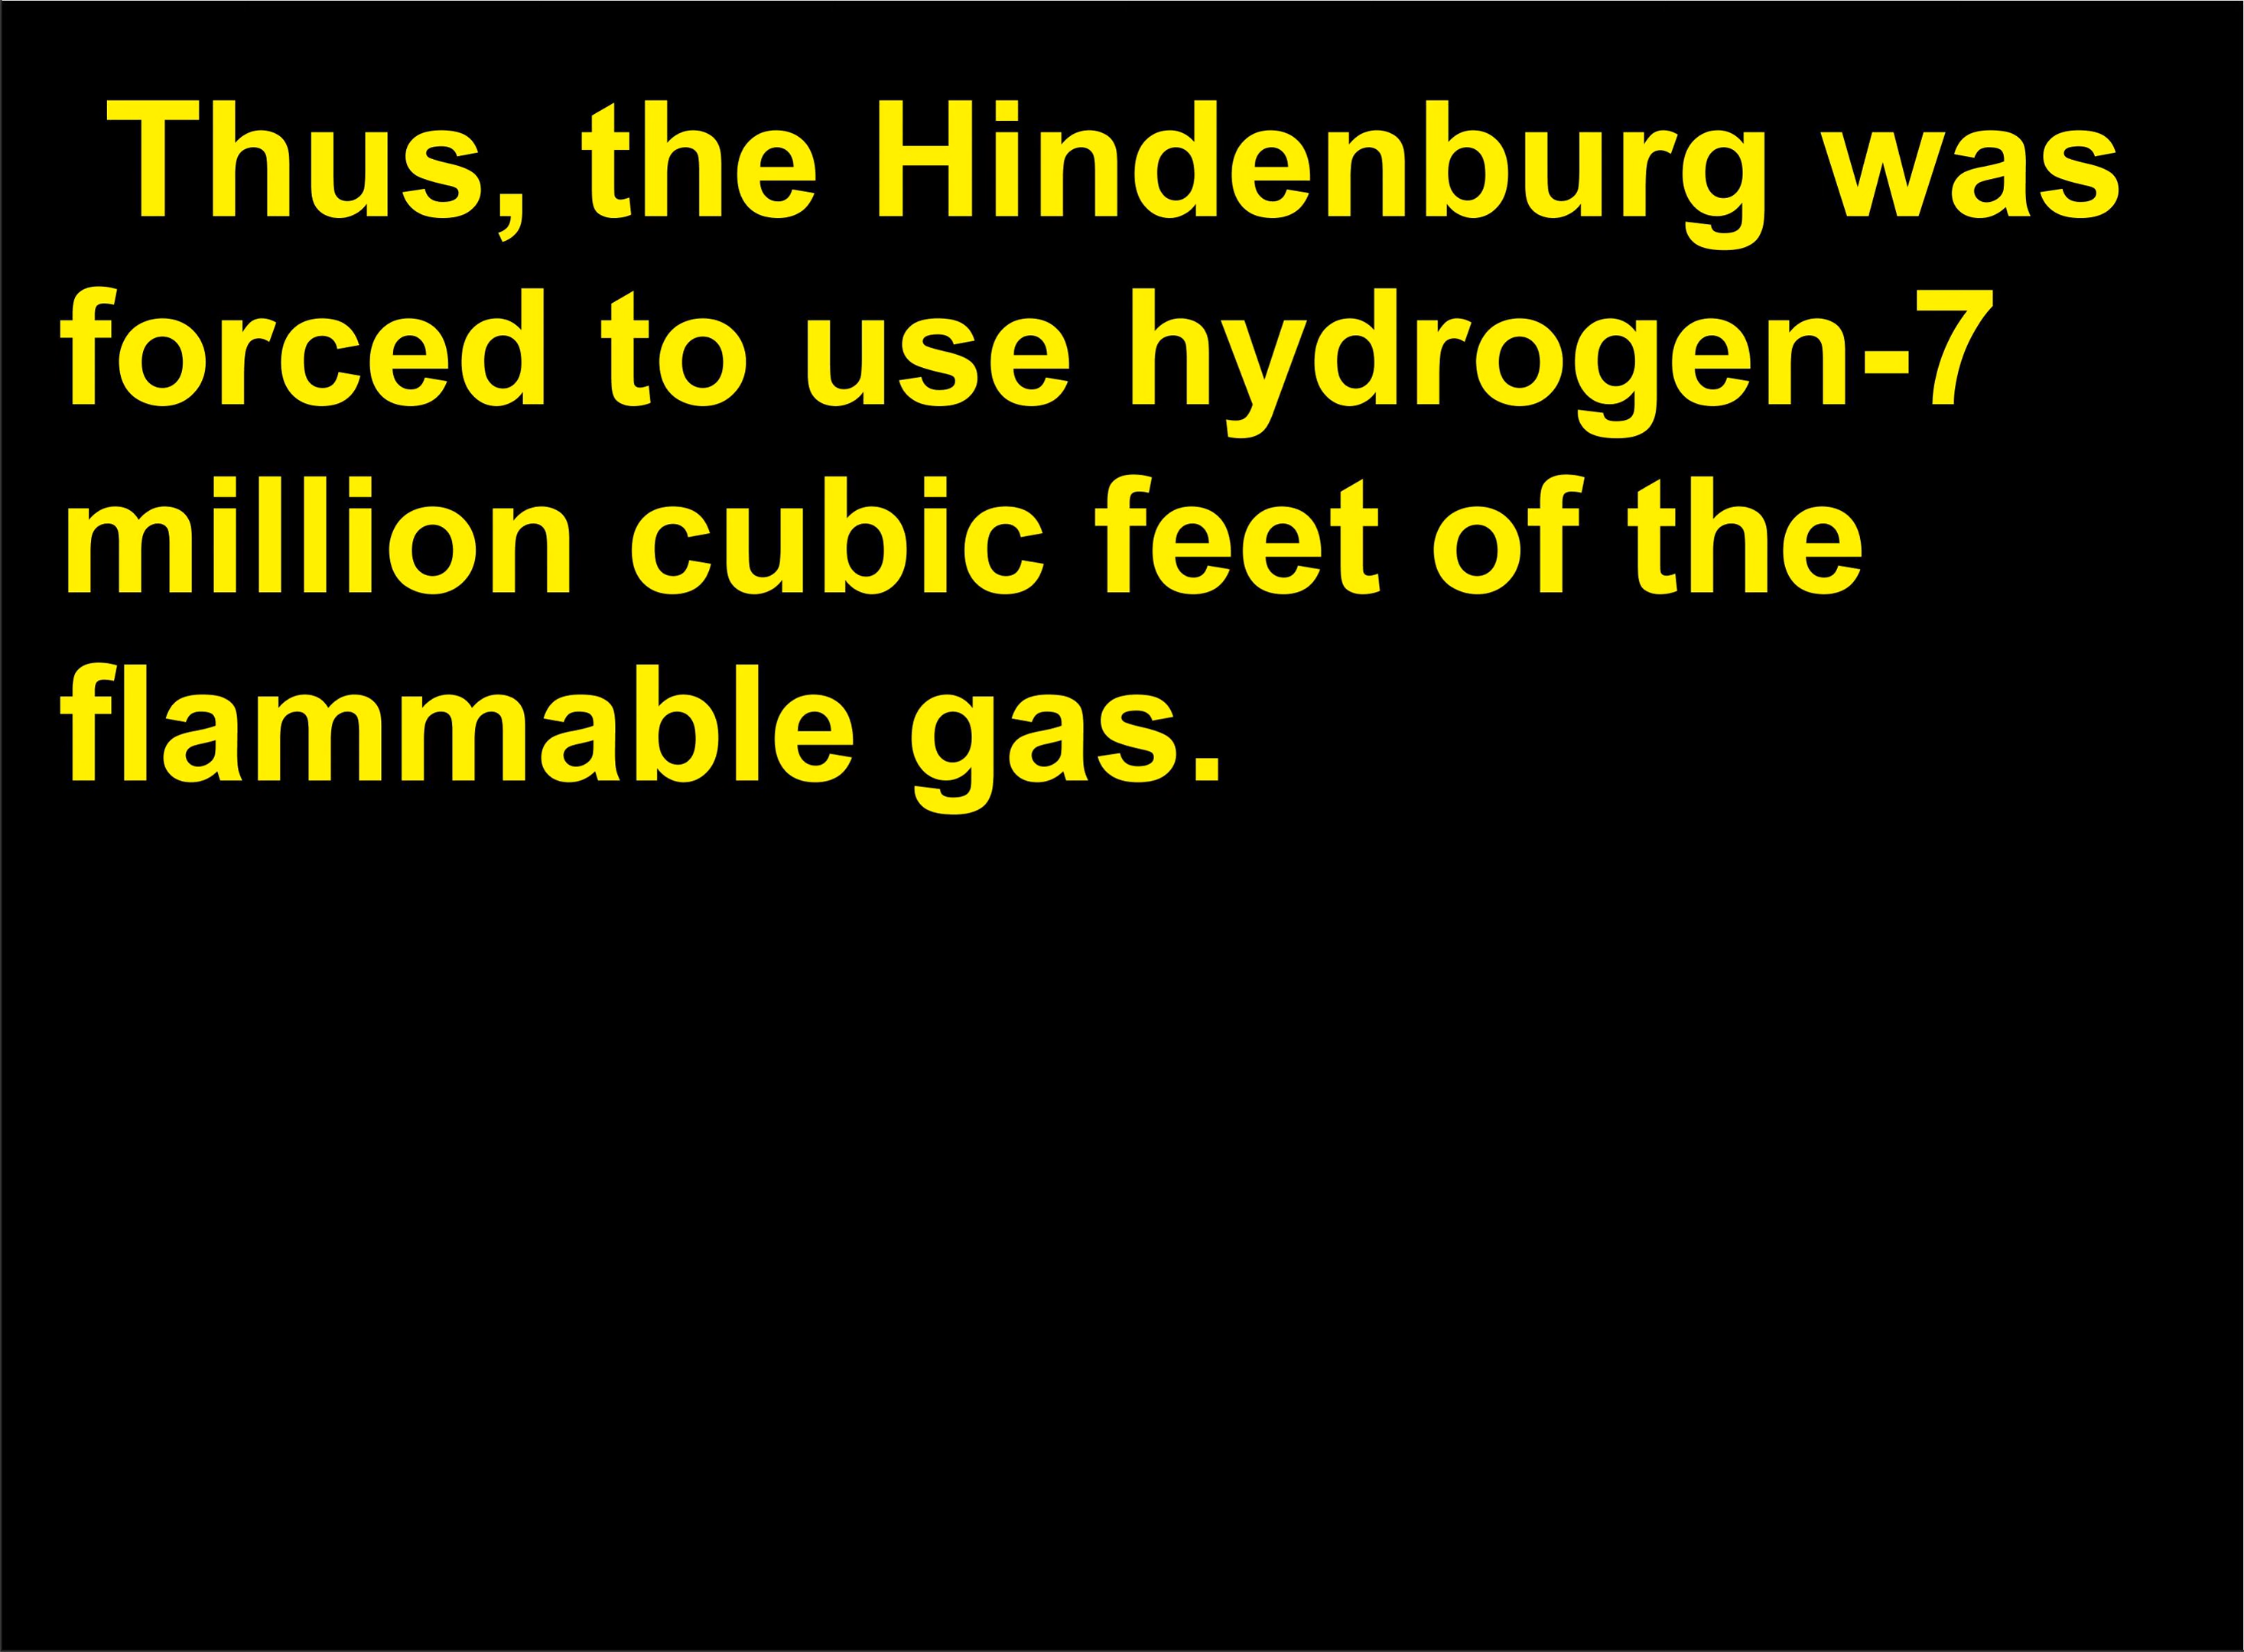 Thus, the Hindenburg was
forced to use hydrogen-7
million cubic feet of the
flammable gas.